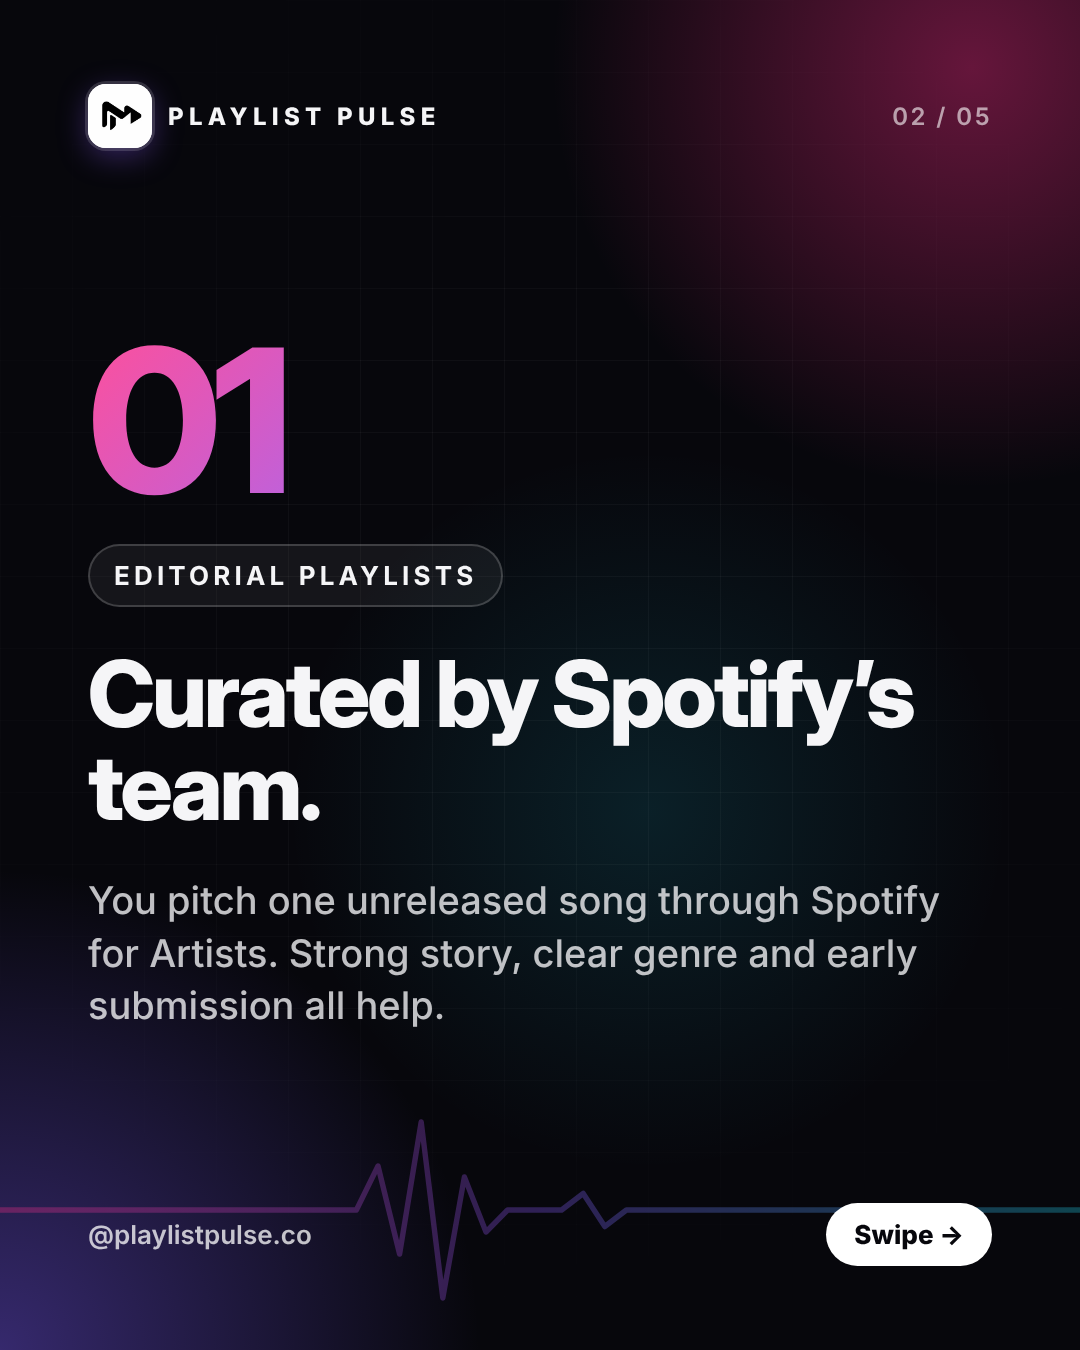 PLAYLIST PULSE
02 / 05
01
EDITORIAL PLAYLISTS
Curated by Spotify’s
team.
You pitch one unreleased song through Spotify
for Artists. Strong story, clear genre and early
submission all help.
@playlistpulse.co
Swipe →